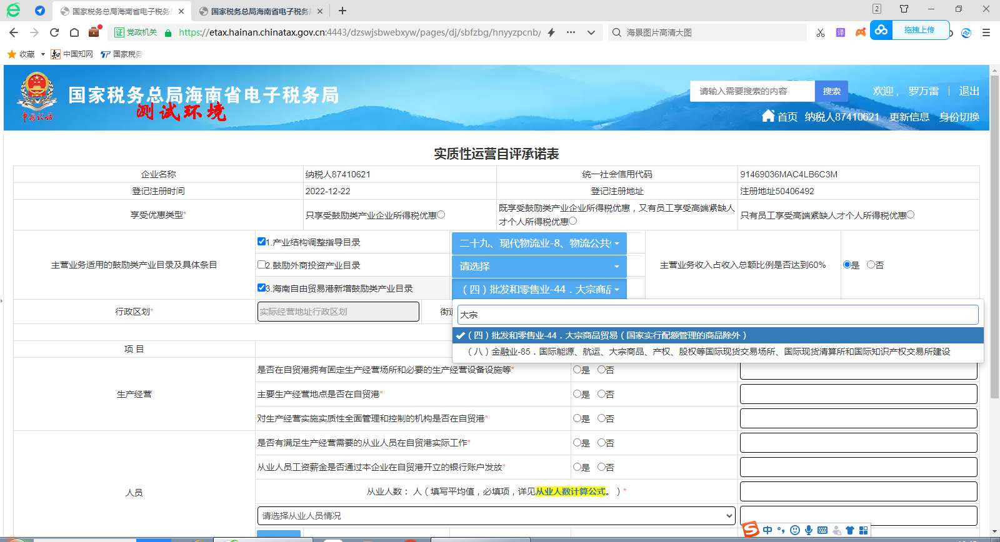 国家税务总局海南省电子税务局
国家税务总局海南省电子税务局
2
证 党政机关
https://etax.hainan.chinatax.gov.cn:4443/dzswjsbwebxyw/pages/dj/sbfzbg/hnyyzpcnb/
海景图片高清大图
译
拖拽上传
收藏
知 中国知网
国家税务
国家税务总局海南省电子税务局
测试环境
中国税务
请输入需要搜索的内容
搜索
欢迎，
罗万雷
退出
首页
纳税人87410621
更新信息
身份切换
实质性运营自评承诺表
企业名称
纳税人87410621
统一社会信用代码
91469036MAC4LB6C3M
登记注册时间
2022-12-22
登记注册地址
注册地址50406492
享受优惠类型*
只享受鼓励类产业企业所得税优惠
既享受鼓励类产业企业所得税优惠，又有员工享受高端紧缺人
才个人所得税优惠
只有员工享受高端紧缺人才个人所得税优惠
主营业务适用的鼓励类产业目录及具体条目
1.产业结构调整指导目录
二十九、现代物流业-8、物流公共
2.鼓励外商投资产业目录
请选择
3.海南自由贸易港新增鼓励类产业目录
（四）批发和零售业-44．大宗商品
主营业务收入占收入总额比例是否达到60%
是
否
行政区划*
实际经营地址行政区划
街道
大宗
（四）批发和零售业-44．大宗商品贸易（国家实行配额管理的商品除外）
（八）金融业-85．国际能源、航运、大宗商品、产权、股权等国际现货交易场所、国际现货清算所和国际知识产权交易所建设
项 目
生产经营
是否在自贸港拥有固定生产经营场所和必要的生产经营设备设施等*
是
否
主要生产经营地点是否在自贸港*
是
否
对生产经营实施实质性全面管理和控制的机构是否在自贸港*
是
否
人员
是否有满足生产经营需要的从业人员在自贸港实际工作*
是
否
从业人员工资薪金是否通过本企业在自贸港开立的银行账户发放*
是
否
从业人数： 人（填写平均值，必填项，详见从业人数计算公式。）*
请选择从业人员情况
中